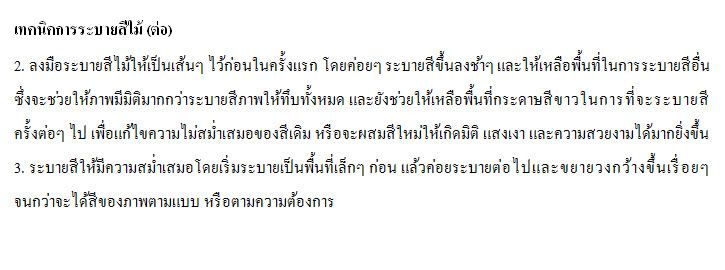 เทคนิคการระบายสีไม้ (ต่อ)
2. ลงมือระบายสีไม้ให้เป็นเส้นๆ ไว้ก่อนในครั้งแรก โดยค่อยๆ ระบายสีขึ้นลงช้าๆ และให้เหลือพื้นที่ในการระบายสีอื่น
ซึ่งจะช่วยให้ภาพมีมิติมากกว่าระบายสีภาพให้ทึบทั้งหมด และยังช่วยให้เหลือพื้นที่กระดาษสีขาวในการที่จะระบายสี
ครั้งต่อๆ ไป เพื่อแก้ไขความไม่สม่ำเสมอของสีเดิม หรือจะผสมสีใหม่ให้เกิดมิติ แสงเงา และความสวยงามได้มากยิ่งขึ้น
3. ระบายสีให้มีความสม่ำเสมอโดยเริ่มระบายเป็นพื้นที่เล็กๆ ก่อน แล้วค่อยระบายต่อไปและขยายวงกว้างขึ้นเรื่อยๆ
จนกว่าจะได้สีของภาพตามแบบ หรือตามความต้องการ